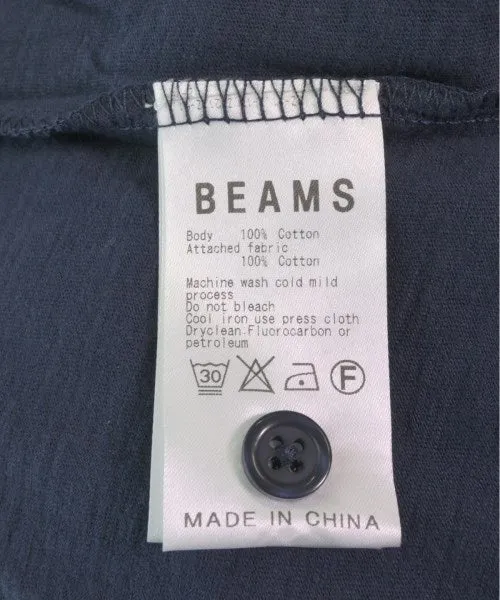 BEAMS
Body 100% Cotton
Attached fabric
100% Cotton
Machine wash cold mild
process
Do not bleach
Cool iron use press cloth
Dryclean.Fluorocarbon or
petroleum
30 F
MADE IN CHINA